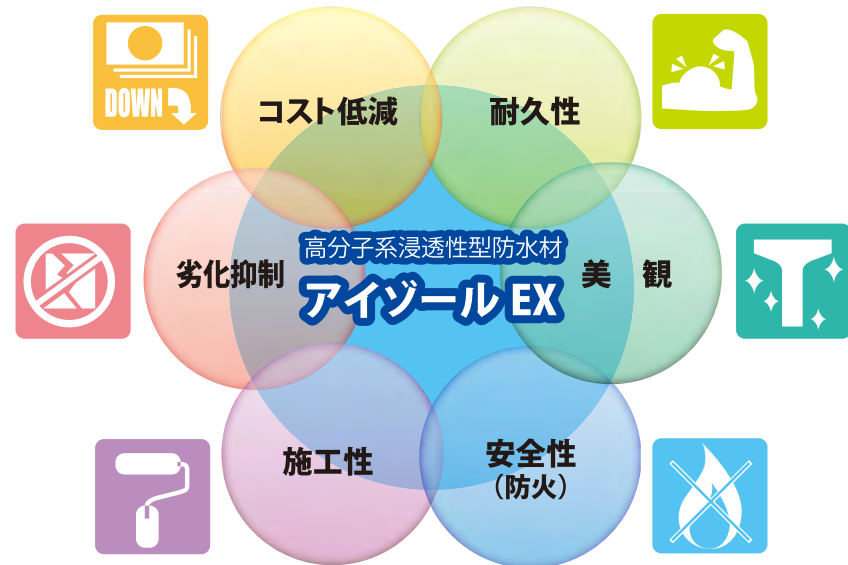 DOWN
コスト低減
耐久性
高分子系浸透性型防水材
アイゾールEX
劣化抑制
美　観
施工性
安全性
（防火）